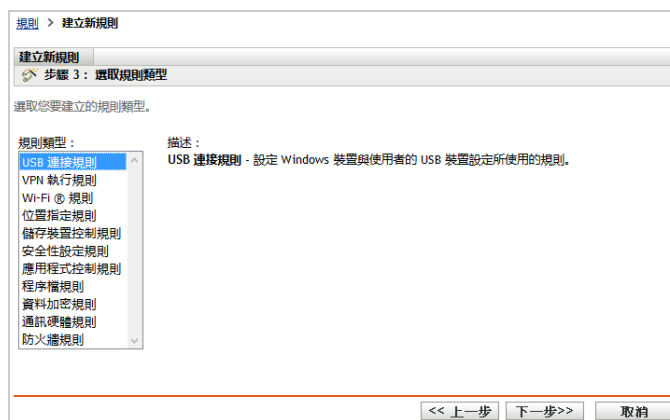 規則 > 建立新規則
建立新規則
步驟 3： 選取規則類型
選取您要建立的規則類型。
規則類型：
USB 連接規則
VPN 執行規則
Wi-Fi ® 規則
位置指定規則
儲存裝置控制規則
安全性設定規則
應用程式控制規則
程序檔規則
資料加密規則
通訊硬體規則
防火牆規則
描述：
USB 連接規則 - 設定 Windows 裝置與使用者的 USB 裝置設定所使用的規則。
<< 上一步 下一步>> 取消